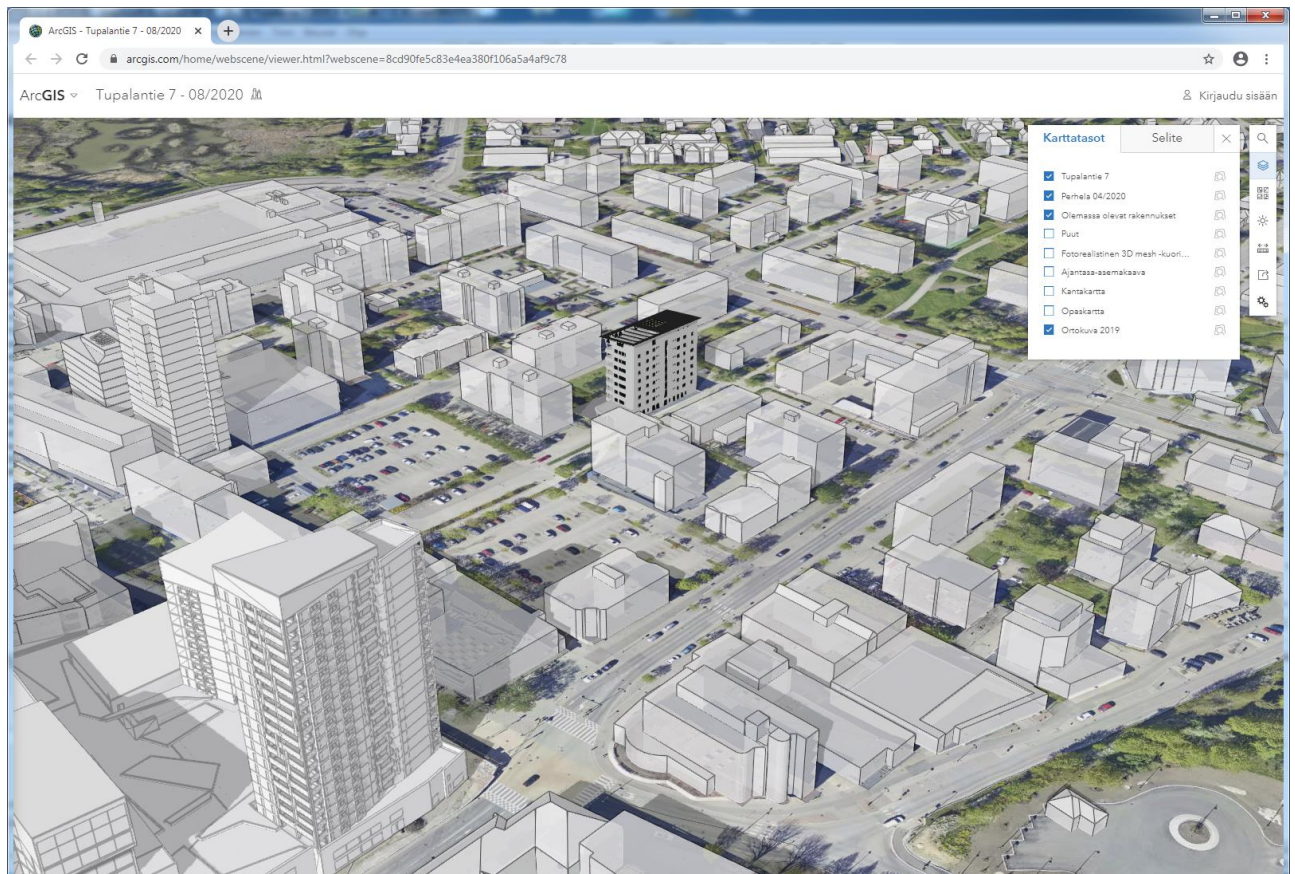 ArcGIS - Tupalantie 7 - 08/2020
arcgis.com/home/webscene/viewer.html?webscene=8cd90fe5c83e4ea380f106a5a4af9c78
ArcGIS Tupalantie 7 - 08/2020
Kirjaudu sisään
Karttatasot Selite
Tupalantie 7
Perhela 04/2020
Olemassa olevat rakennukset
Puut
Fotorealistinen 3D mesh -kuori...
Ajantasa-asemakaava
Kantakartta
Opaskartta
Ortokuva 2019